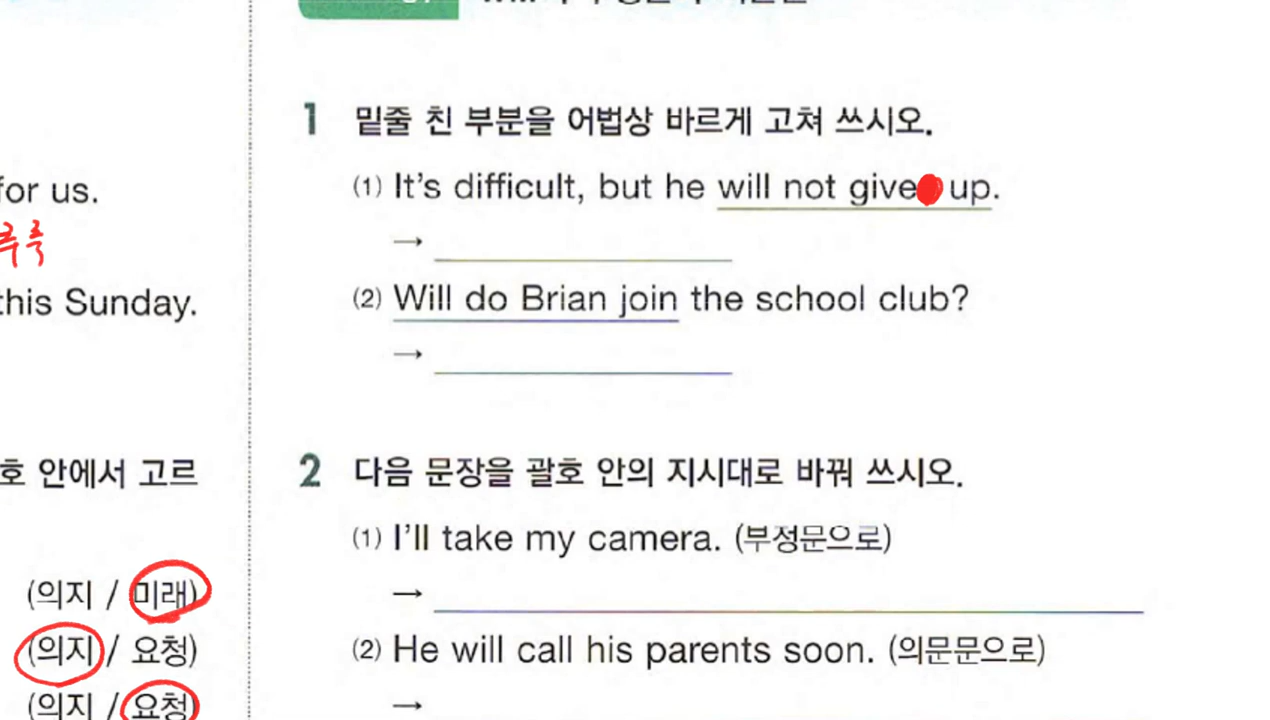 for us.
추측
this Sunday.
호 안에서 고르
(의지 / 미래)
(의지 / 요청)
(의지 / 요청)
1 밑줄 친 부분을 어법상 바르게 고쳐 쓰시오.
(1) It's difficult, but he will not give up.
→
(2) Will do Brian join the school club?
→
2 다음 문장을 괄호 안의 지시대로 바꿔 쓰시오.
(1) I'll take my camera. (부정문으로)
→
(2) He will call his parents soon. (의문문으로)
→